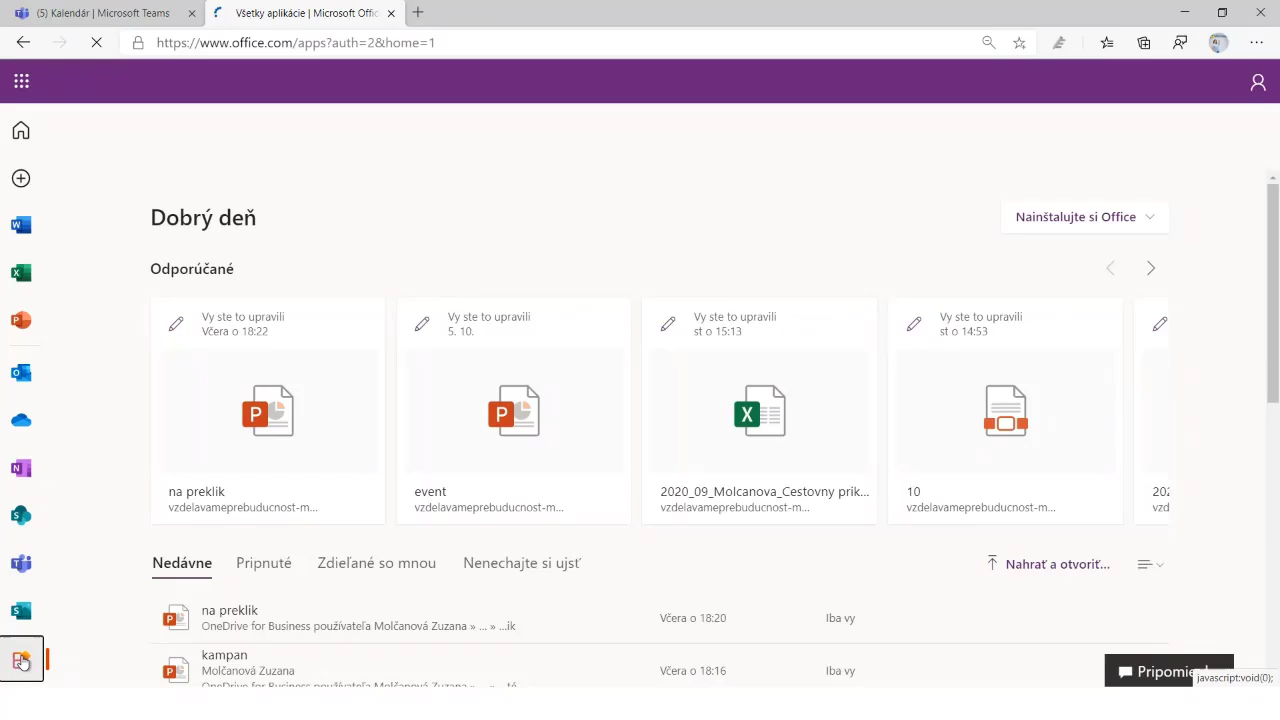 (5) Kalendár | Microsoft Teams
Všetky aplikácie | Microsoft Offic
https://www.office.com/apps?auth=2&home=1
Dobrý deň
Nainštalujte si Office
Odporúčané
Vy ste to upravili
Včera o 18:22
na preklik
vzdelavameprebuducnost-m...
Vy ste to upravili
5. 10.
event
vzdelavameprebuducnost-m...
Vy ste to upravili
st o 15:13
2020_09_Molcanova_Cestovny prik...
vzdelavameprebuducnost-m...
Vy ste to upravili
st o 14:53
10
vzdelavameprebuducnost-m...
Nedávne
Pripnuté
Zdieľané so mnou
Nenechajte si ujsť
Nahrať a otvoriť...
na preklik
OneDrive for Business používateľa Molčanová Zuzana » ... » ...ik
Včera o 18:20
Iba vy
kampan
Molčanová Zuzana
Včera o 18:16
Iba vy
javascript:void(0);